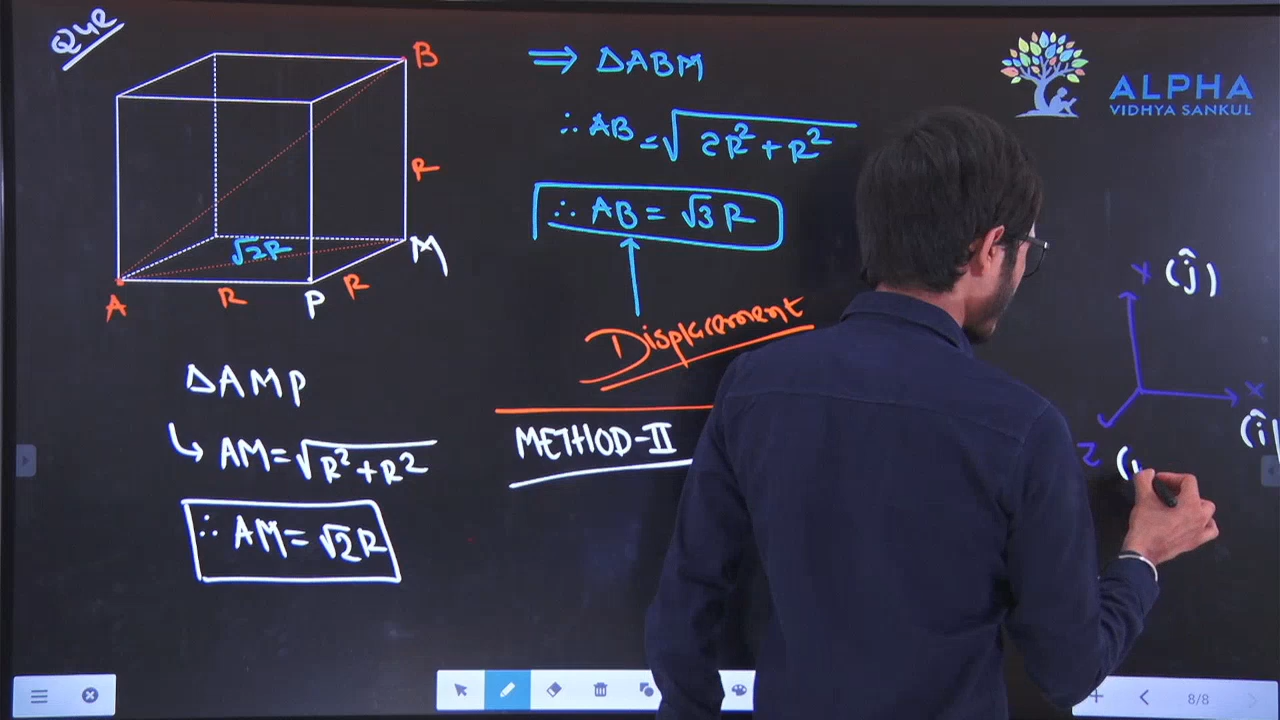 Q42
B
R
M
√2R
A
R
P
R
ΔAMP
↳ AM = √R² + R²
∴ AM = √2R
⇒ ΔABM
∴ AB = √2R² + R²
∴ AB = √3 R
Displacement
METHOD-II
ALPHA
VIDHYA SANKUL
(ĵ)
X
(î)
Z
(
8/8